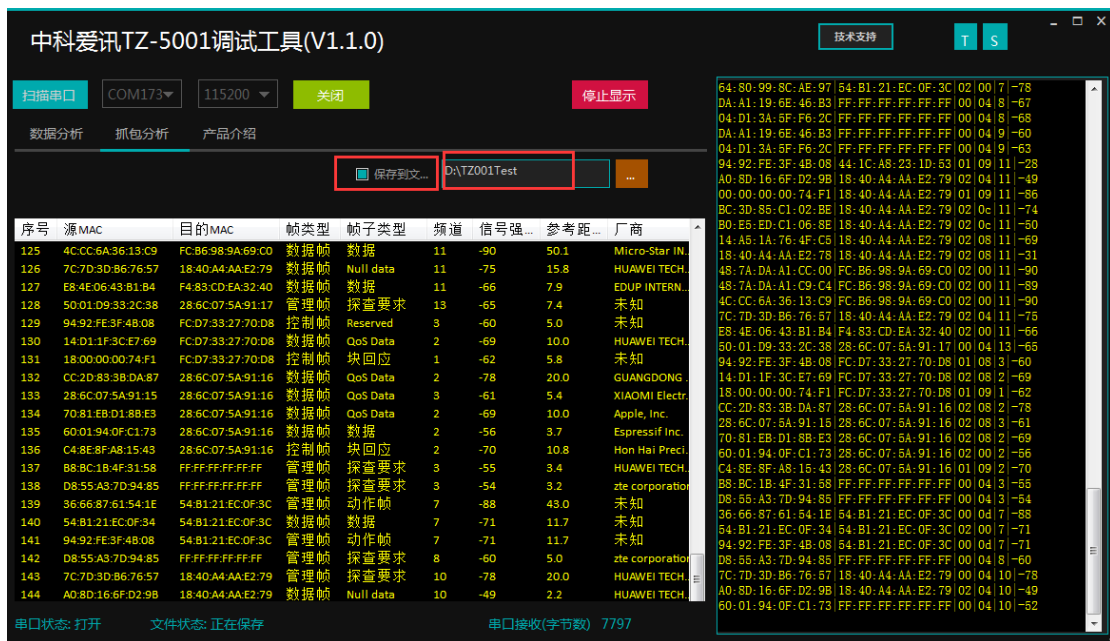 中科爱讯TZ-5001调试工具(V1.1.0)
技术支持
T S
扫描串口 COM173 115200 关闭 停止显示
数据分析 抓包分析 产品介绍
保存到文... D:\TZ001Test ...
序号 源MAC 目的MAC 帧类型 帧子类型 频道 信号强... 参考距... 厂商
125 4C:CC:6A:36:13:C9 FC:B6:98:9A:69:C0 数据帧 数据 11 -90 50.1 Micro-Star IN..
126 7C:7D:3D:B6:76:57 18:40:A4:AA:E2:79 数据帧 Null data 11 -75 15.8 HUAWEI TECH..
127 E8:4E:06:43:B1:B4 F4:83:CD:EA:32:40 数据帧 数据 11 -66 7.9 EDUP INTERN...
128 50:01:D9:33:2C:38 28:6C:07:5A:91:17 管理帧 探查要求 13 -65 7.4 未知
129 94:92:FE:3F:4B:08 FC:D7:33:27:70:D8 控制帧 Reserved 3 -60 5.0 未知
130 14:D1:1F:3C:E7:69 FC:D7:33:27:70:D8 数据帧 QoS Data 2 -69 10.0 HUAWEI TECH..
131 18:00:00:00:74:F1 FC:D7:33:27:70:D8 控制帧 块回应 1 -62 5.8 未知
132 CC:2D:83:3B:DA:87 28:6C:07:5A:91:16 数据帧 QoS Data 2 -78 20.0 GUANGDONG .
133 28:6C:07:5A:91:15 28:6C:07:5A:91:16 数据帧 QoS Data 3 -61 5.4 XIAOMI Electr.
134 70:81:EB:D1:8B:E3 28:6C:07:5A:91:16 数据帧 QoS Data 2 -69 10.0 Apple, Inc.
135 60:01:94:0F:C1:73 28:6C:07:5A:91:16 数据帧 数据 2 -56 3.7 Espressif Inc.
136 C4:8E:8F:A8:15:43 28:6C:07:5A:91:16 控制帧 块回应 2 -70 10.8 Hon Hai Preci.
137 B8:BC:1B:4F:31:58 FF:FF:FF:FF:FF:FF 管理帧 探查要求 3 -55 3.4 HUAWEI TECH.
138 D8:55:A3:7D:94:85 FF:FF:FF:FF:FF:FF 管理帧 探查要求 3 -54 3.2 zte corporation
139 36:66:87:61:54:1E 54:B1:21:EC:0F:3C 管理帧 动作帧 7 -88 43.0 未知
140 54:B1:21:EC:0F:34 54:B1:21:EC:0F:3C 数据帧 数据 7 -71 11.7 未知
141 94:92:FE:3F:4B:08 54:B1:21:EC:0F:3C 管理帧 动作帧 7 -71 11.7 未知
142 D8:55:A3:7D:94:85 FF:FF:FF:FF:FF:FF 管理帧 探查要求 8 -60 5.0 zte corporation
143 7C:7D:3D:B6:76:57 18:40:A4:AA:E2:79 管理帧 探查要求 10 -78 20.0 HUAWEI TECH.
144 A0:8D:16:6F:D2:9B 18:40:A4:AA:E2:79 数据帧 Null data 10 -49 2.2 HUAWEI TECH.
串口状态: 打开 文件状态: 正在保存 串口接收(字节数) 7797
64:80:99:8C:AE:97|54:B1:21:EC:0F:3C|02|00|7|-78
DA:A1:19:6E:46:B3|FF:FF:FF:FF:FF:FF|00|04|8|-67
04:D1:3A:5F:F6:2C|FF:FF:FF:FF:FF:FF|00|04|8|-68
DA:A1:19:6E:46:B3|FF:FF:FF:FF:FF:FF|00|04|9|-60
04:D1:3A:5F:F6:2C|FF:FF:FF:FF:FF:FF|00|04|9|-63
94:92:FE:3F:4B:08|44:1C:A8:23:1D:53|01|09|11|-28
A0:8D:16:6F:D2:9B|18:40:A4:AA:E2:79|02|04|11|-49
00:00:00:00:74:F1|18:40:A4:AA:E2:79|01|09|11|-86
BC:3D:85:C1:02:BE|18:40:A4:AA:E2:79|02|0c|11|-74
B0:E5:ED:C1:06:8E|18:40:A4:AA:E2:79|02|0c|11|-50
14:A5:1A:76:4F:C5|18:40:A4:AA:E2:79|02|08|11|-69
18:40:A4:AA:E2:78|18:40:A4:AA:E2:79|02|08|11|-31
48:7A:DA:A1:CC:00|FC:B6:98:9A:69:C0|02|00|11|-90
48:7A:DA:A1:C9:C4|FC:B6:98:9A:69:C0|02|00|11|-89
4C:CC:6A:36:13:C9|FC:B6:98:9A:69:C0|02|00|11|-90
7C:7D:3D:B6:76:57|18:40:A4:AA:E2:79|02|04|11|-75
E8:4E:06:43:B1:B4|F4:83:CD:EA:32:40|02|00|11|-66
50:01:D9:33:2C:38|28:6C:07:5A:91:17|00|04|13|-65
94:92:FE:3F:4B:08|FC:D7:33:27:70:D8|01|08|3|-60
14:D1:1F:3C:E7:69|FC:D7:33:27:70:D8|02|08|2|-69
18:00:00:00:74:F1|FC:D7:33:27:70:D8|01|09|1|-62
CC:2D:83:3B:DA:87|28:6C:07:5A:91:16|02|08|2|-78
28:6C:07:5A:91:15|28:6C:07:5A:91:16|02|08|3|-61
70:81:EB:D1:8B:E3|28:6C:07:5A:91:16|02|08|2|-69
60:01:94:0F:C1:73|28:6C:07:5A:91:16|02|00|2|-56
C4:8E:8F:A8:15:43|28:6C:07:5A:91:16|01|09|2|-70
B8:BC:1B:4F:31:58|FF:FF:FF:FF:FF:FF|00|04|3|-55
D8:55:A3:7D:94:85|FF:FF:FF:FF:FF:FF|00|04|3|-54
36:66:87:61:54:1E|54:B1:21:EC:0F:3C|00|0d|7|-88
54:B1:21:EC:0F:34|54:B1:21:EC:0F:3C|02|00|7|-71
94:92:FE:3F:4B:08|54:B1:21:EC:0F:3C|00|0d|7|-71
D8:55:A3:7D:94:85|FF:FF:FF:FF:FF:FF|00|04|8|-60
7C:7D:3D:B6:76:57|18:40:A4:AA:E2:79|00|04|10|-78
A0:8D:16:6F:D2:9B|18:40:A4:AA:E2:79|02|04|10|-49
60:01:94:0F:C1:73|FF:FF:FF:FF:FF:FF|00|04|10|-52